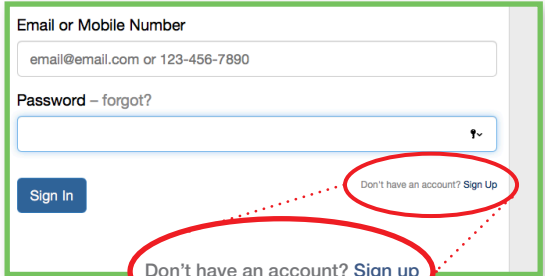 Email or Mobile Number
email@email.com or 123-456-7890
Password – forgot?
Don't have an account? Sign Up
Sign In
Don't have an account? Sign up